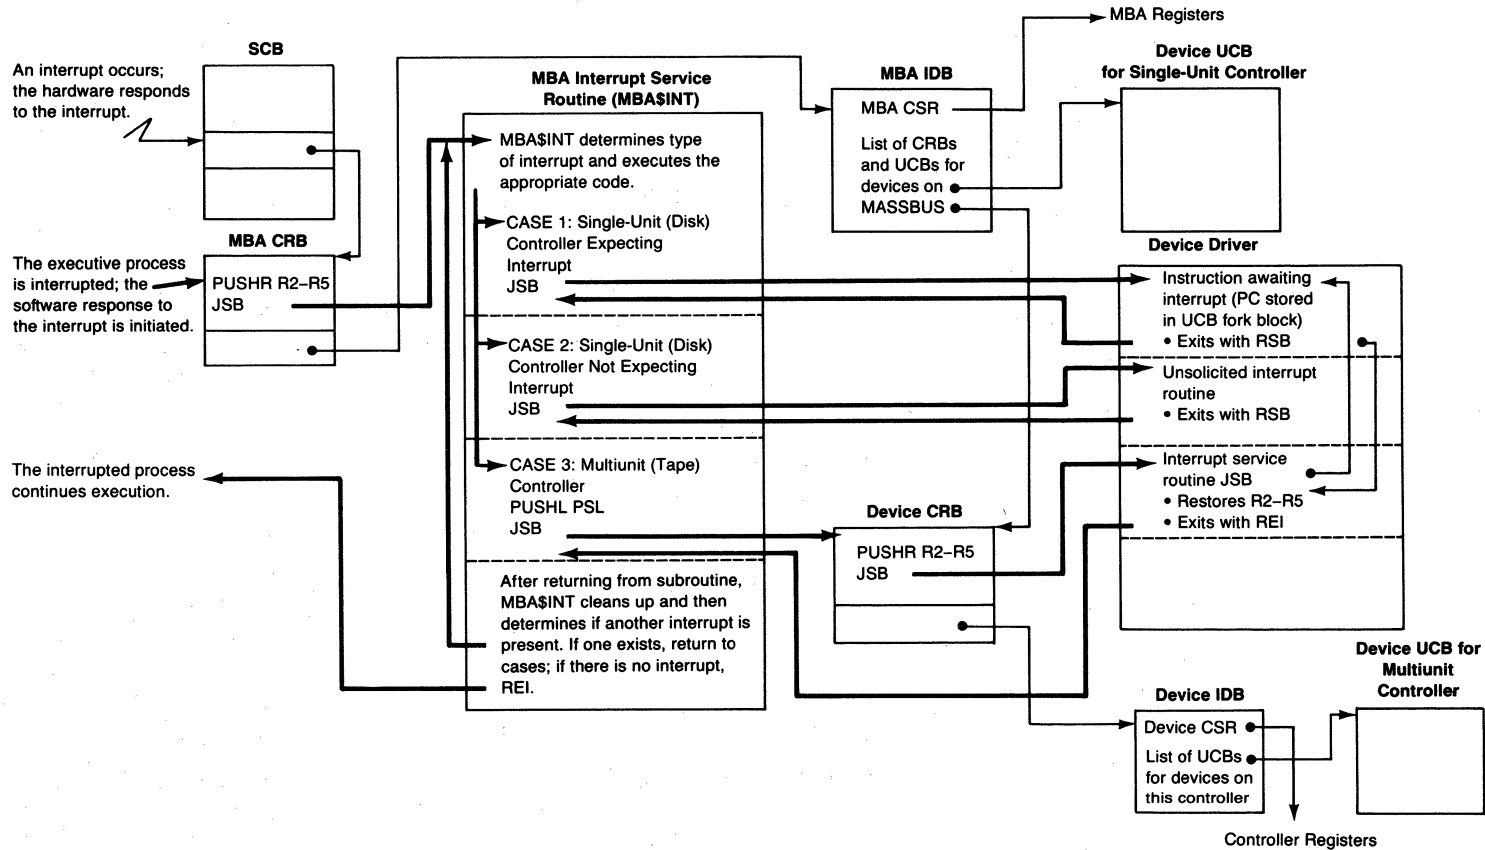 SCB
An interrupt occurs;
the hardware responds
to the interrupt.
MBA CRB
The executive process
is interrupted; the
software response to
the interrupt is initiated.
PUSHR R2–R5
JSB
The interrupted process
continues execution.
MBA Interrupt Service
Routine (MBA$INT)
MBA$INT determines type
of interrupt and executes the
appropriate code.
CASE 1: Single-Unit (Disk)
Controller Expecting
Interrupt
JSB
CASE 2: Single-Unit (Disk)
Controller Not Expecting
Interrupt
JSB
CASE 3: Multiunit (Tape)
Controller
PUSHL PSL
JSB
After returning from subroutine,
MBA$INT cleans up and then
determines if another interrupt is
present. If one exists, return to
cases; if there is no interrupt,
REI.
MBA IDB
MBA CSR
List of CRBs
and UCBs for
devices on
MASSBUS
MBA Registers
Device UCB
for Single-Unit Controller
Device Driver
Instruction awaiting
interrupt (PC stored
in UCB fork block)
• Exits with RSB
Unsolicited interrupt
routine
• Exits with RSB
Interrupt service
routine JSB
• Restores R2–R5
• Exits with REI
Device CRB
PUSHR R2–R5
JSB
Device IDB
Device CSR
List of UCBs
for devices on
this controller
Device UCB for
Multiunit
Controller
Controller Registers